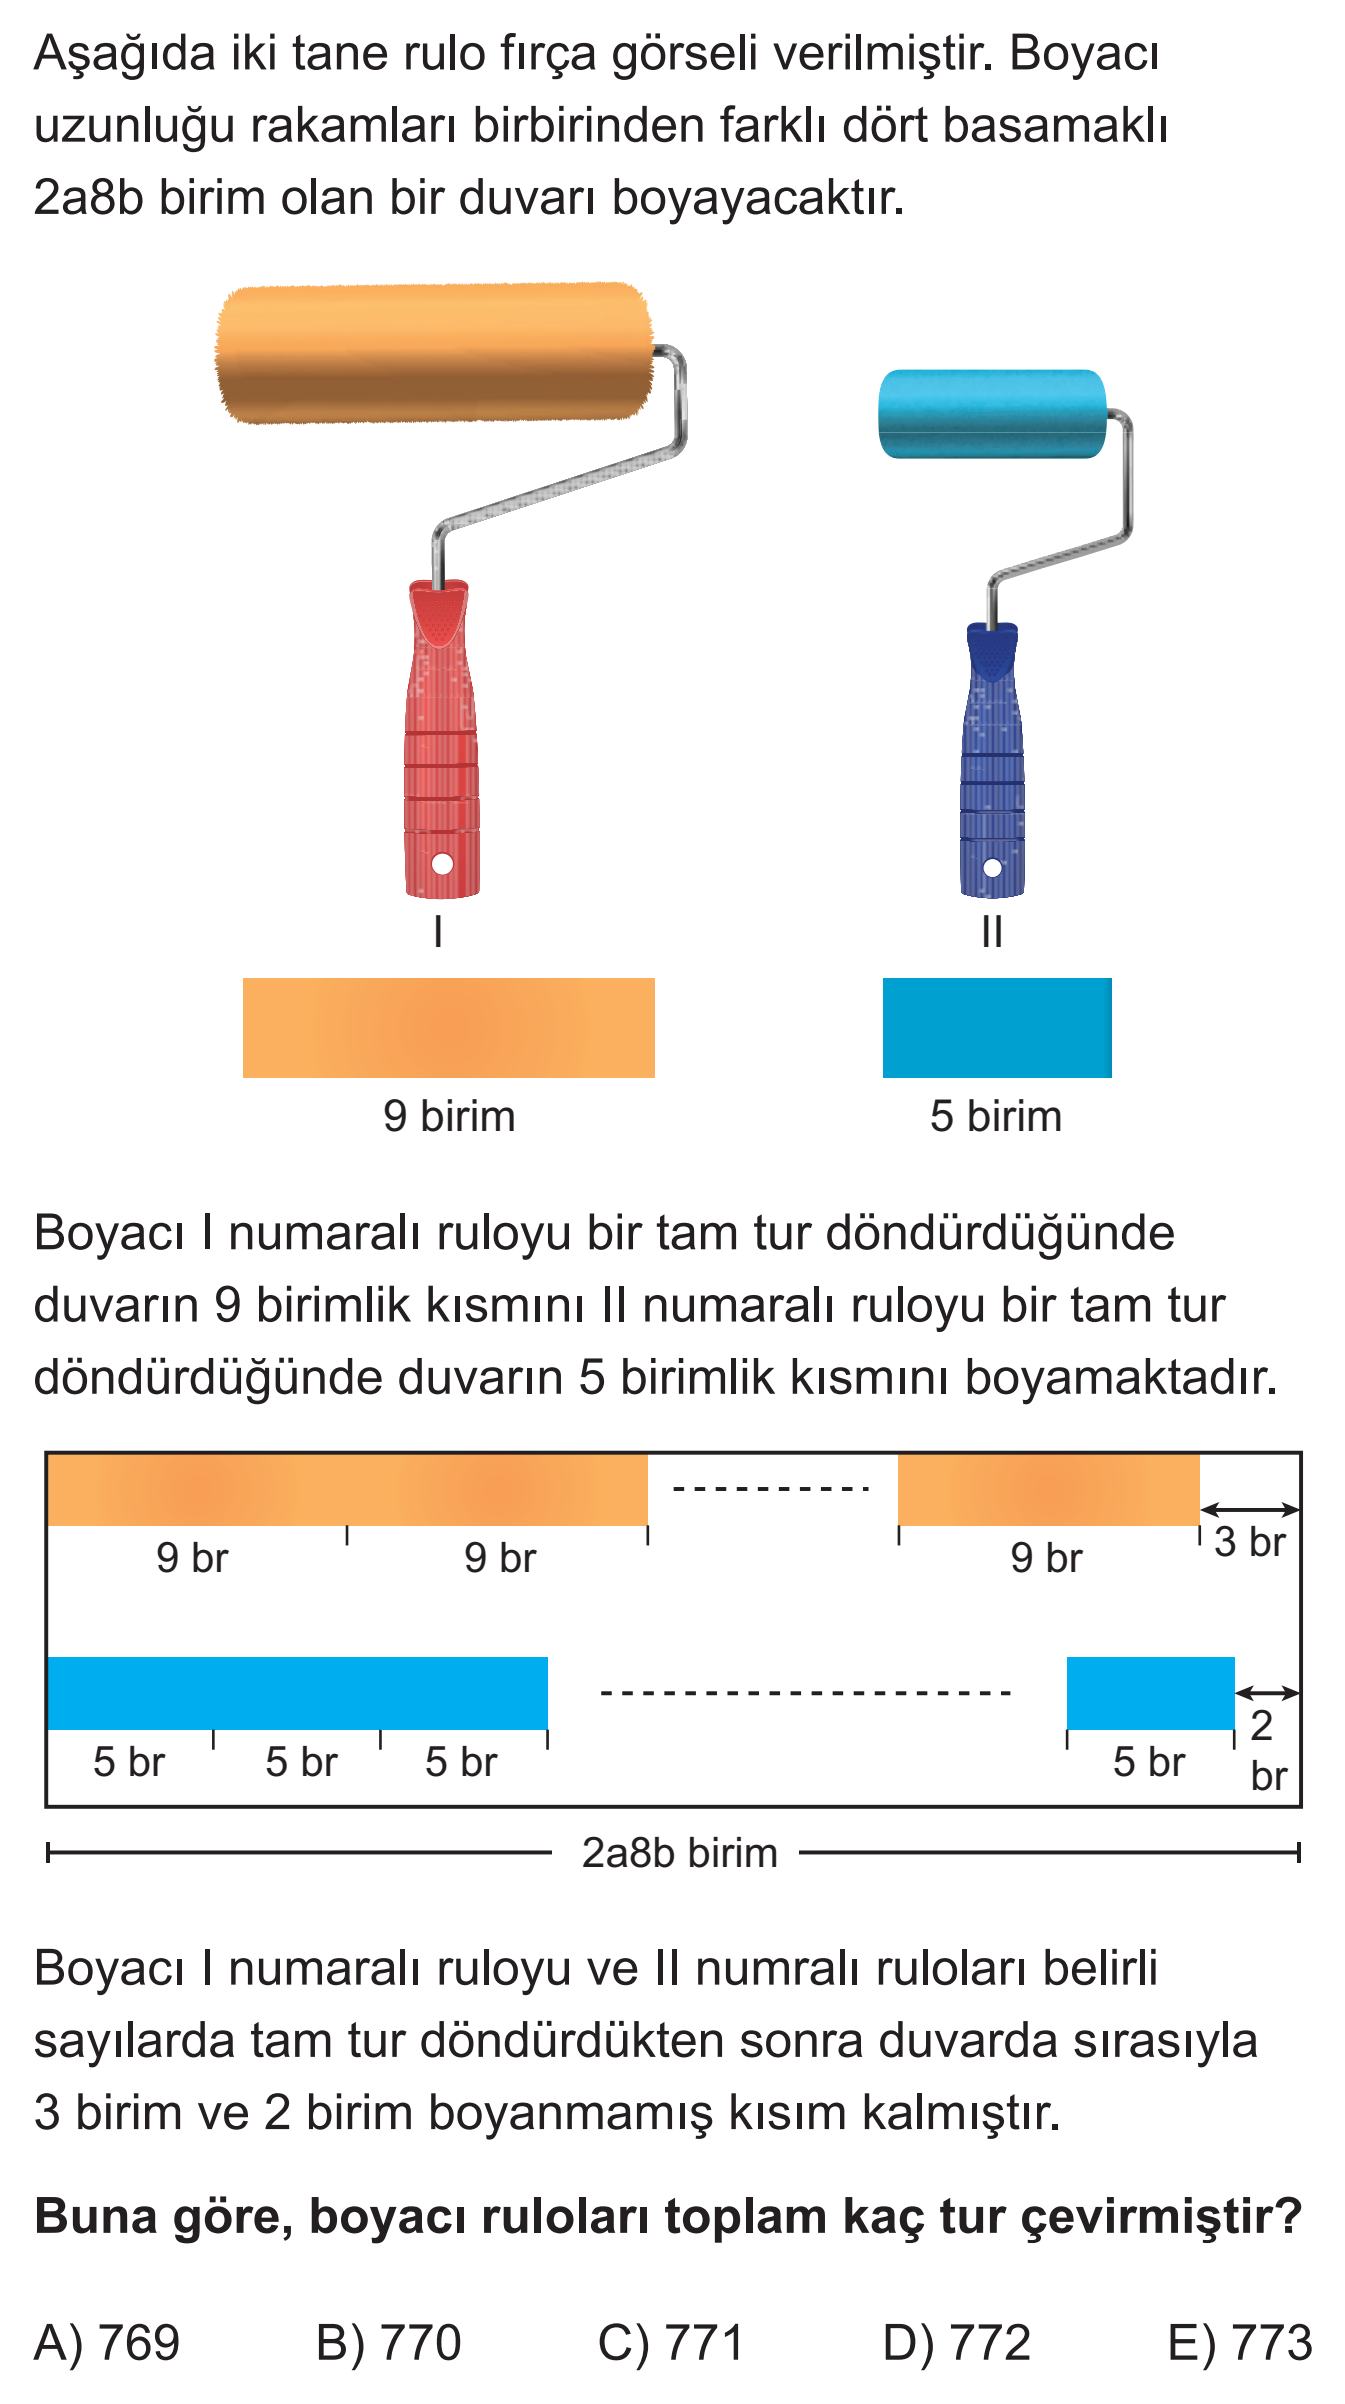 Aşağıda iki tane rulo fırça görseli verilmiştir. Boyacı
uzunluğu rakamları birbirinden farklı dört basamaklı
2a8b birim olan bir duvarı boyayacaktır.
I
II
9 birim
5 birim
Boyacı I numaralı ruloyu bir tam tur döndürdüğünde
duvarın 9 birimlik kısmını II numaralı ruloyu bir tam tur
döndürdüğünde duvarın 5 birimlik kısmını boyamaktadır.
9 br 9 br 9 br 3 br
5 br 5 br 5 br 5 br 2
br
2a8b birim
Boyacı I numaralı ruloyu ve II numralı ruloları belirli
sayılarda tam tur döndürdükten sonra duvarda sırasıyla
3 birim ve 2 birim boyanmamış kısım kalmıştır.
Buna göre, boyacı ruloları toplam kaç tur çevirmiştir?
A) 769 B) 770 C) 771 D) 772 E) 773